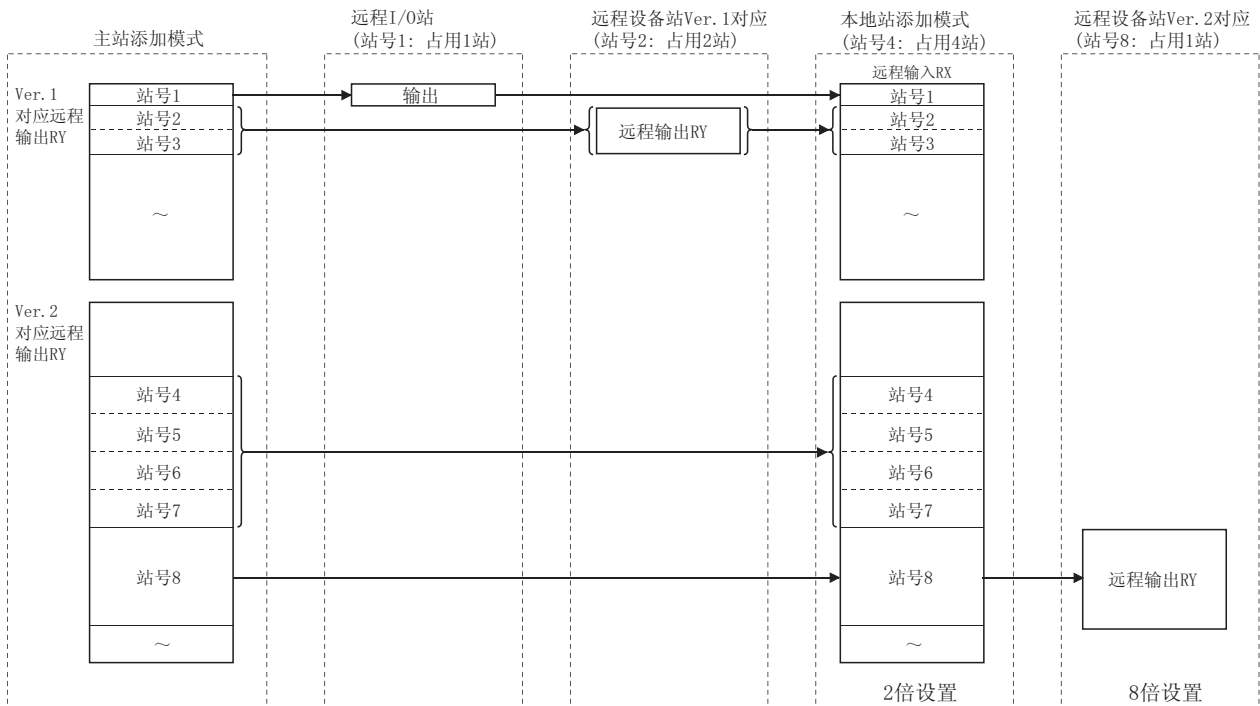 主站添加模式
远程I/O站
(站号1: 占用1站)
远程设备站Ver.1对应
(站号2: 占用2站)
本地站添加模式
(站号4: 占用4站)
远程设备站Ver.2对应
(站号8: 占用1站)
Ver.1
对应远程
输出RY
站号1
站号2
站号3
～
输出
远程输出RY
远程输入RX
站号1
站号2
站号3
～
Ver.2
对应远程
输出RY
站号4
站号5
站号6
站号7
站号8
～
站号4
站号5
站号6
站号7
站号8
～
远程输出RY
2倍设置
8倍设置